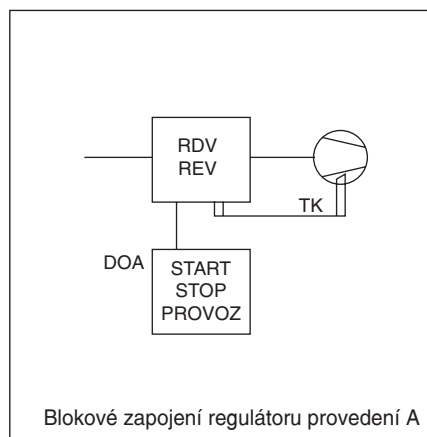 RDV
REV
TK
DOA
START
STOP
PROVOZ
Blokové zapojení regulátoru provedení A